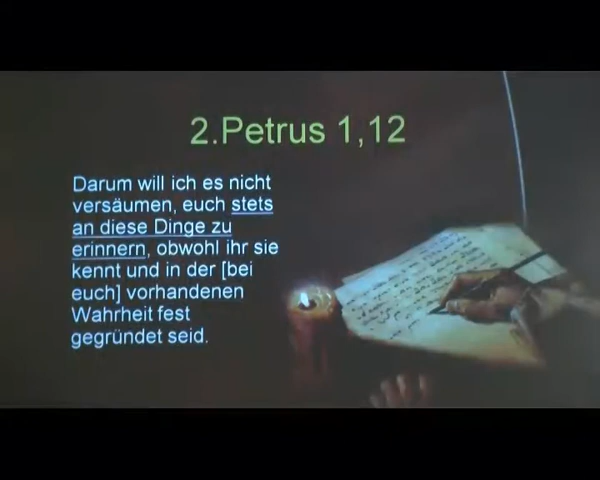 2.Petrus 1,12
Darum will ich es nicht
versäumen, euch stets
an diese Dinge zu
erinnern, obwohl ihr sie
kennt und in der [bei
euch] vorhandenen
Wahrheit fest
gegründet seid.